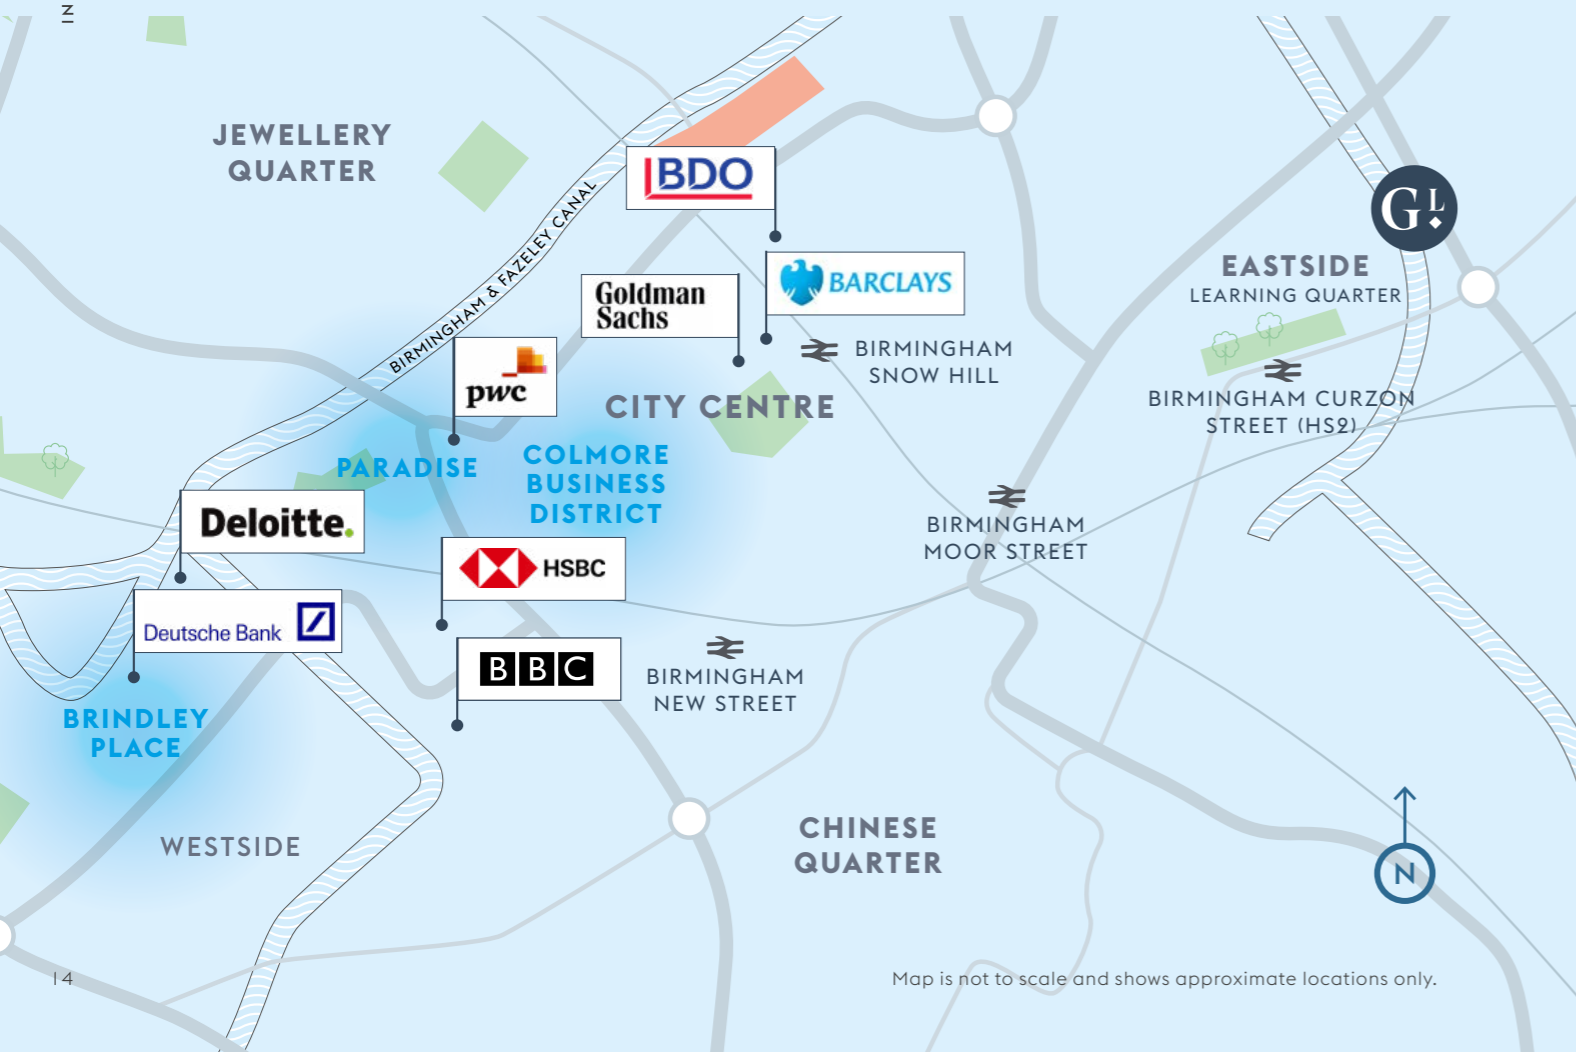 Z
—
JEWELLERY
QUARTER
BIRMINGHAM & FAZELEY CANAL
BDO
GL
BARCLAYS
Goldman
Sachs
EASTSIDE
LEARNING QUARTER
pwc
BIRMINGHAM
SNOW HILL
CITY CENTRE
BIRMINGHAM CURZON
STREET (HS2)
PARADISE
COLMORE
BUSINESS
DISTRICT
Deloitte.
BIRMINGHAM
MOOR STREET
HSBC
Deutsche Bank
BBC
BIRMINGHAM
NEW STREET
BRINDLEY
PLACE
WESTSIDE
CHINESE
QUARTER
N
14
Map is not to scale and shows approximate locations only.